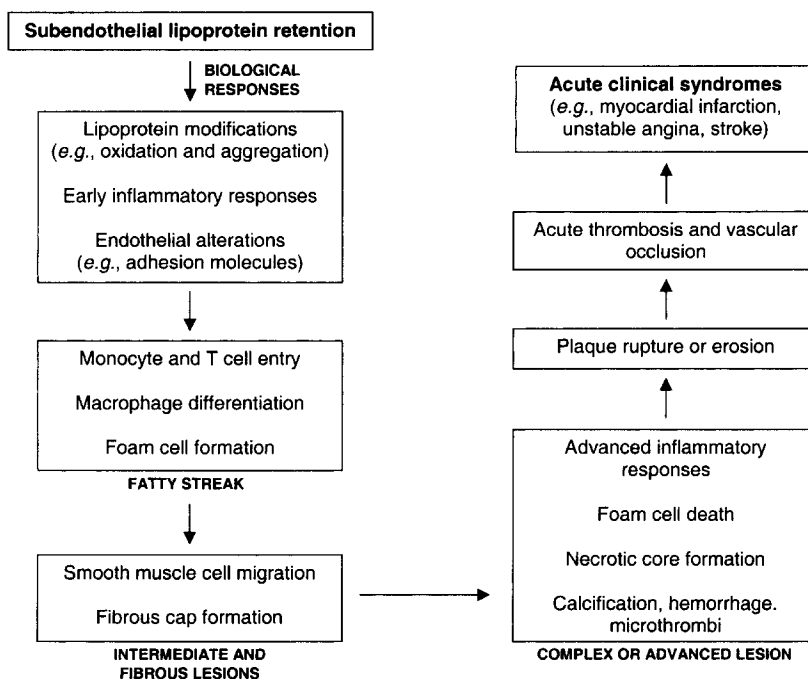 Subendothelial lipoprotein retention
BIOLOGICAL
RESPONSES
Lipoprotein modifications
(e.g., oxidation and aggregation)
Early inflammatory responses
Endothelial alterations
(e.g., adhesion molecules)
Monocyte and T cell entry
Macrophage differentiation
Foam cell formation
FATTY STREAK
Smooth muscle cell migration
Fibrous cap formation
INTERMEDIATE AND
FIBROUS LESIONS
Advanced inflammatory
responses
Foam cell death
Necrotic core formation
Calcification, hemorrhage.
microthrombi
COMPLEX OR ADVANCED LESION
Plaque rupture or erosion
Acute thrombosis and vascular
occlusion
Acute clinical syndromes
(e.g., myocardial infarction,
unstable angina, stroke)